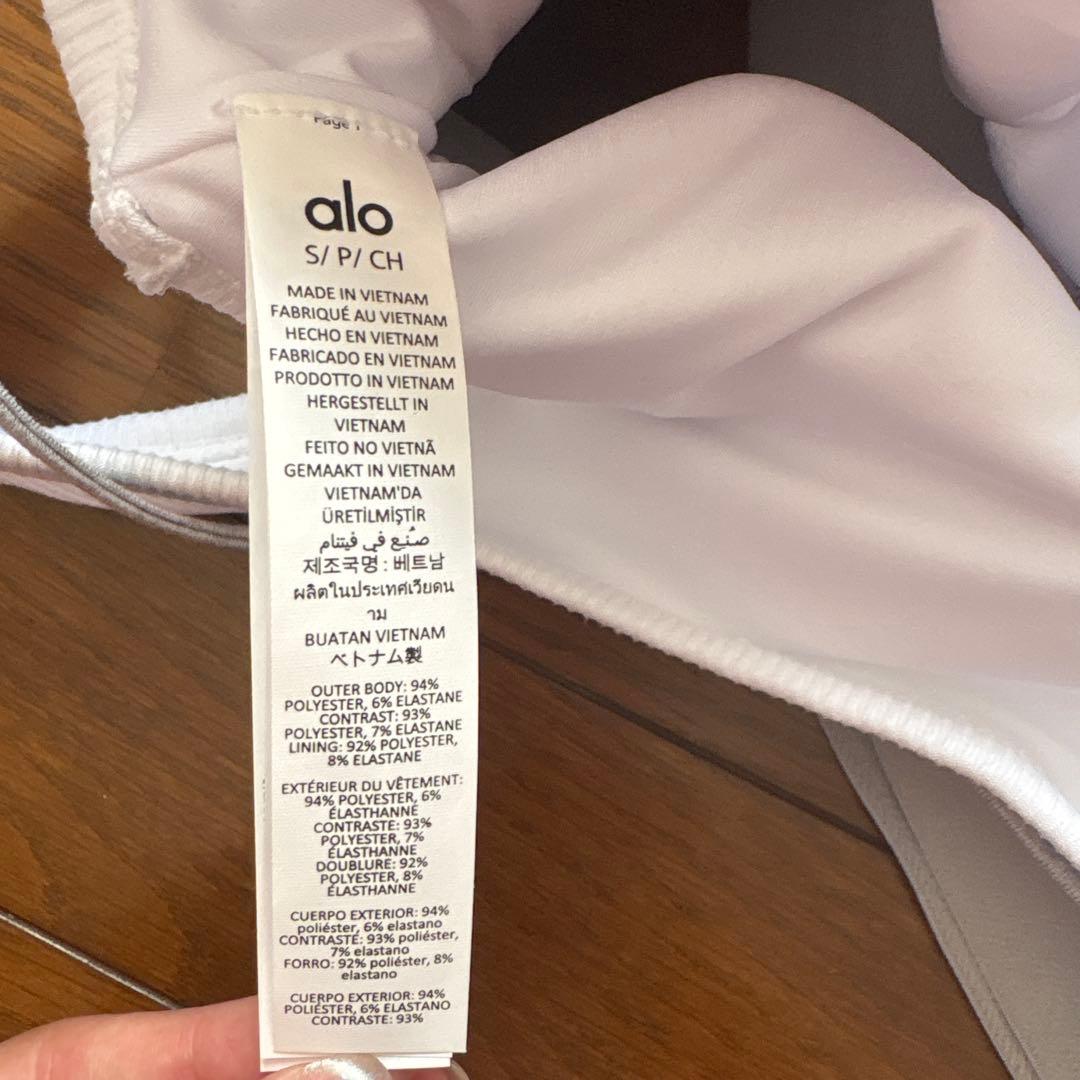 Page 1
alo
S/ P/ CH
MADE IN VIETNAM
FABRIQUÉ AU VIETNAM
HECHO EN VIETNAM
FABRICADO EN VIETNAM
PRODOTTO IN VIETNAM
HERGESTELLT IN
VIETNAM
FEITO NO VIETNÃ
GEMAAKT IN VIETNAM
VIETNAM'DA
ÜRETİLMİŞTİR
صُنِع في فيتنام
제조국명 : 베트남
ผลิตในประเทศเวียดน
าม
BUATAN VIETNAM
ベトナム製
OUTER BODY: 94%
POLYESTER, 6% ELASTANE
CONTRAST: 93%
POLYESTER, 7% ELASTANE
LINING: 92% POLYESTER,
8% ELASTANE
EXTÉRIEUR DU VÊTEMENT:
94% POLYESTER, 6%
ÉLASTHANNE
CONTRASTE: 93%
POLYESTER, 7%
ÉLASTHANNE
DOUBLURE: 92%
POLYESTER, 8%
ÉLASTHANNE
CUERPO EXTERIOR: 94%
poliéster, 6% elastano
CONTRASTE: 93% poliéster,
7% elastano
FORRO: 92% poliéster, 8%
elastano
CUERPO EXTERIOR: 94%
POLIÉSTER, 6% ELASTANO
CONTRASTE: 93%